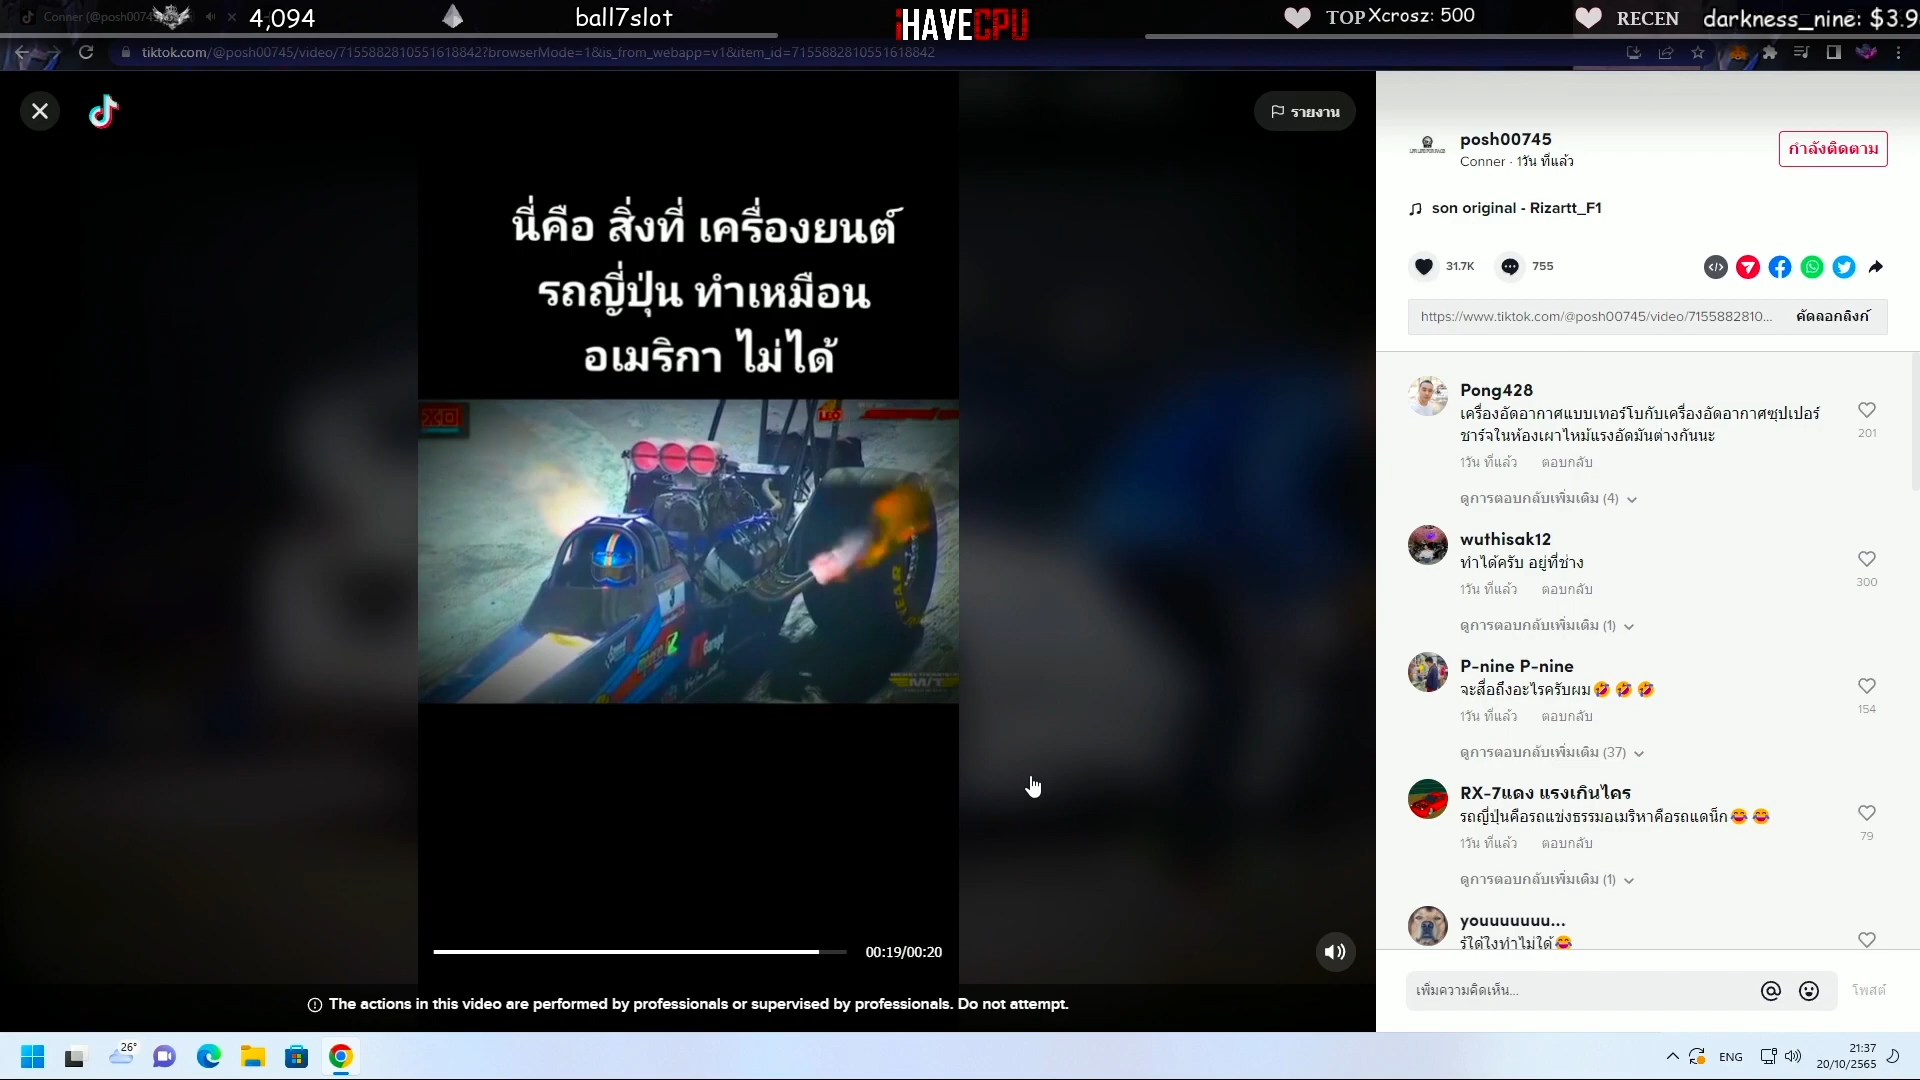 Conner (@posh00745
4,094
ball7slot
iHAVECPU
TOP Xcrosz: 500
RECEN
darkness_nine: $3.9
tiktok.com/@posh00745/video/7155882810551618842?browserMode=1&is_from_webapp=v1&item_id=7155882810551618842
รายงาน
นี่คือ สิ่งที่ เครื่องยนต์
รถญี่ปุ่น ทำเหมือน
อเมริกา ไม่ได้
LEO
M/T
00:19/00:20
The actions in this video are performed by professionals or supervised by professionals. Do not attempt.
posh00745
Conner · 1วัน ที่แล้ว
กำลังติดตาม
son original - Rizartt_F1
31.7K
755
https://www.tiktok.com/@posh00745/video/7155882810...
คัดลอกลิงก์
Pong428
เครื่องอัดอากาศแบบเทอร์โบกับเครื่องอัดอากาศซุปเปอร์
ชาร์จในห้องเผาไหม้แรงอัดมันต่างกันนะ
201
1วัน ที่แล้ว ตอบกลับ
ดูการตอบกลับเพิ่มเติม (4)
wuthisak12
ทำได้ครับ อยู่ที่ช่าง
300
1วัน ที่แล้ว ตอบกลับ
ดูการตอบกลับเพิ่มเติม (1)
P-nine P-nine
จะสื่อถึงอะไรครับผม🤣🤣🤣
154
1วัน ที่แล้ว ตอบกลับ
ดูการตอบกลับเพิ่มเติม (37)
RX-7แดง แรงเกินใคร
รถญี่ปุ่นคือรถแข่งธรรมอเมริหาคือรถแดน็ก😂😂
79
1วัน ที่แล้ว ตอบกลับ
ดูการตอบกลับเพิ่มเติม (1)
youuuuuuu...
รู้ได้ไงทำไม่ได้😂
เพิ่มความคิดเห็น...
โพสต์
26°
ENG
21:37
20/10/2565